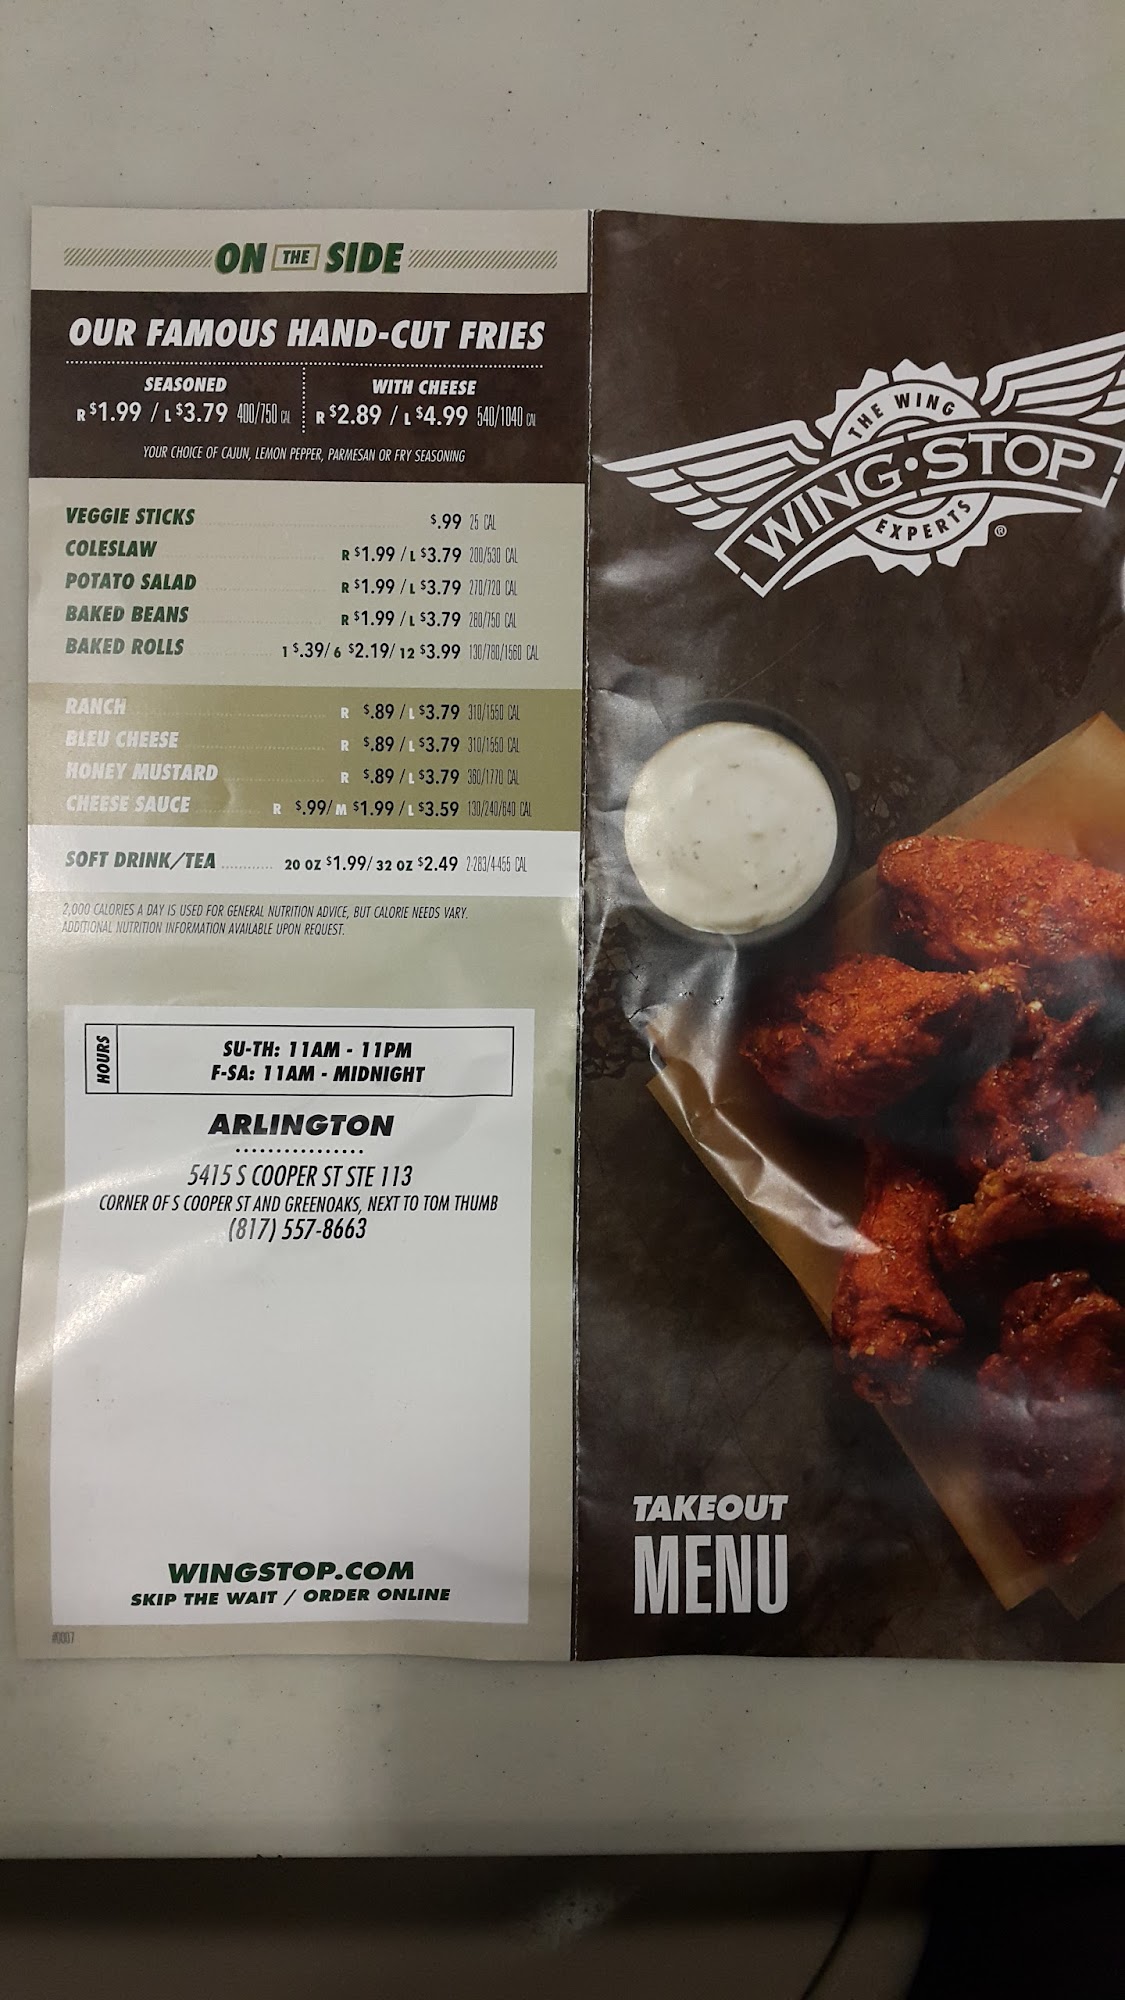 ON THE SIDE
OUR FAMOUS HAND-CUT FRIES
SEASONED
R $1.99 / L $3.79 400/750 CAL
WITH CHEESE
R $2.89 / L $4.99 540/1040 CAL
YOUR CHOICE OF CAJUN, LEMON PEPPER, PARMESAN OR FRY SEASONING
VEGGIE STICKS $.99 25 CAL
COLESLAW R $1.99 / L $3.79 200/530 CAL
POTATO SALAD R $1.99 / L $3.79 270/720 CAL
BAKED BEANS R $1.99 / L $3.79 280/750 CAL
BAKED ROLLS 1 $.39/ 6 $2.19/ 12 $3.99 130/780/1560 CAL
RANCH R $.89 / L $3.79 310/1550 CAL
BLEU CHEESE R $.89 / L $3.79 310/1550 CAL
HONEY MUSTARD R $.89 / L $3.79 360/1770 CAL
CHEESE SAUCE R $.99/ M $1.99 / L $3.59 130/240/640 CAL
SOFT DRINK/TEA ............ 20 OZ $1.99/ 32 OZ $2.49 2-283/4-455 CAL
2,000 CALORIES A DAY IS USED FOR GENERAL NUTRITION ADVICE, BUT CALORIE NEEDS VARY.
ADDITIONAL NUTRITION INFORMATION AVAILABLE UPON REQUEST.
HOURS
SU-TH: 11AM - 11PM
F-SA: 11AM - MIDNIGHT
ARLINGTON
5415 S COOPER ST STE 113
CORNER OF S COOPER ST AND GREENOAKS, NEXT TO TOM THUMB
(817) 557-8663
WINGSTOP.COM
SKIP THE WAIT / ORDER ONLINE
#0007
THE WING
WING•STOP
EXPERTS ®
TAKEOUT
MENU